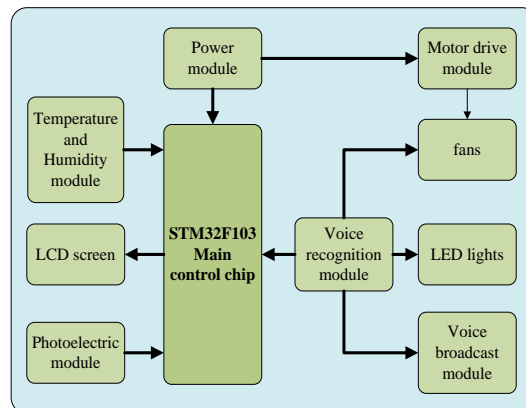 Power
module
Motor drive
module
Temperature
and
Humidity
module
fans
STM32F103
Main
control chip
LCD screen
Voice
recognition
module
LED lights
Photoelectric
module
Voice
broadcast
module